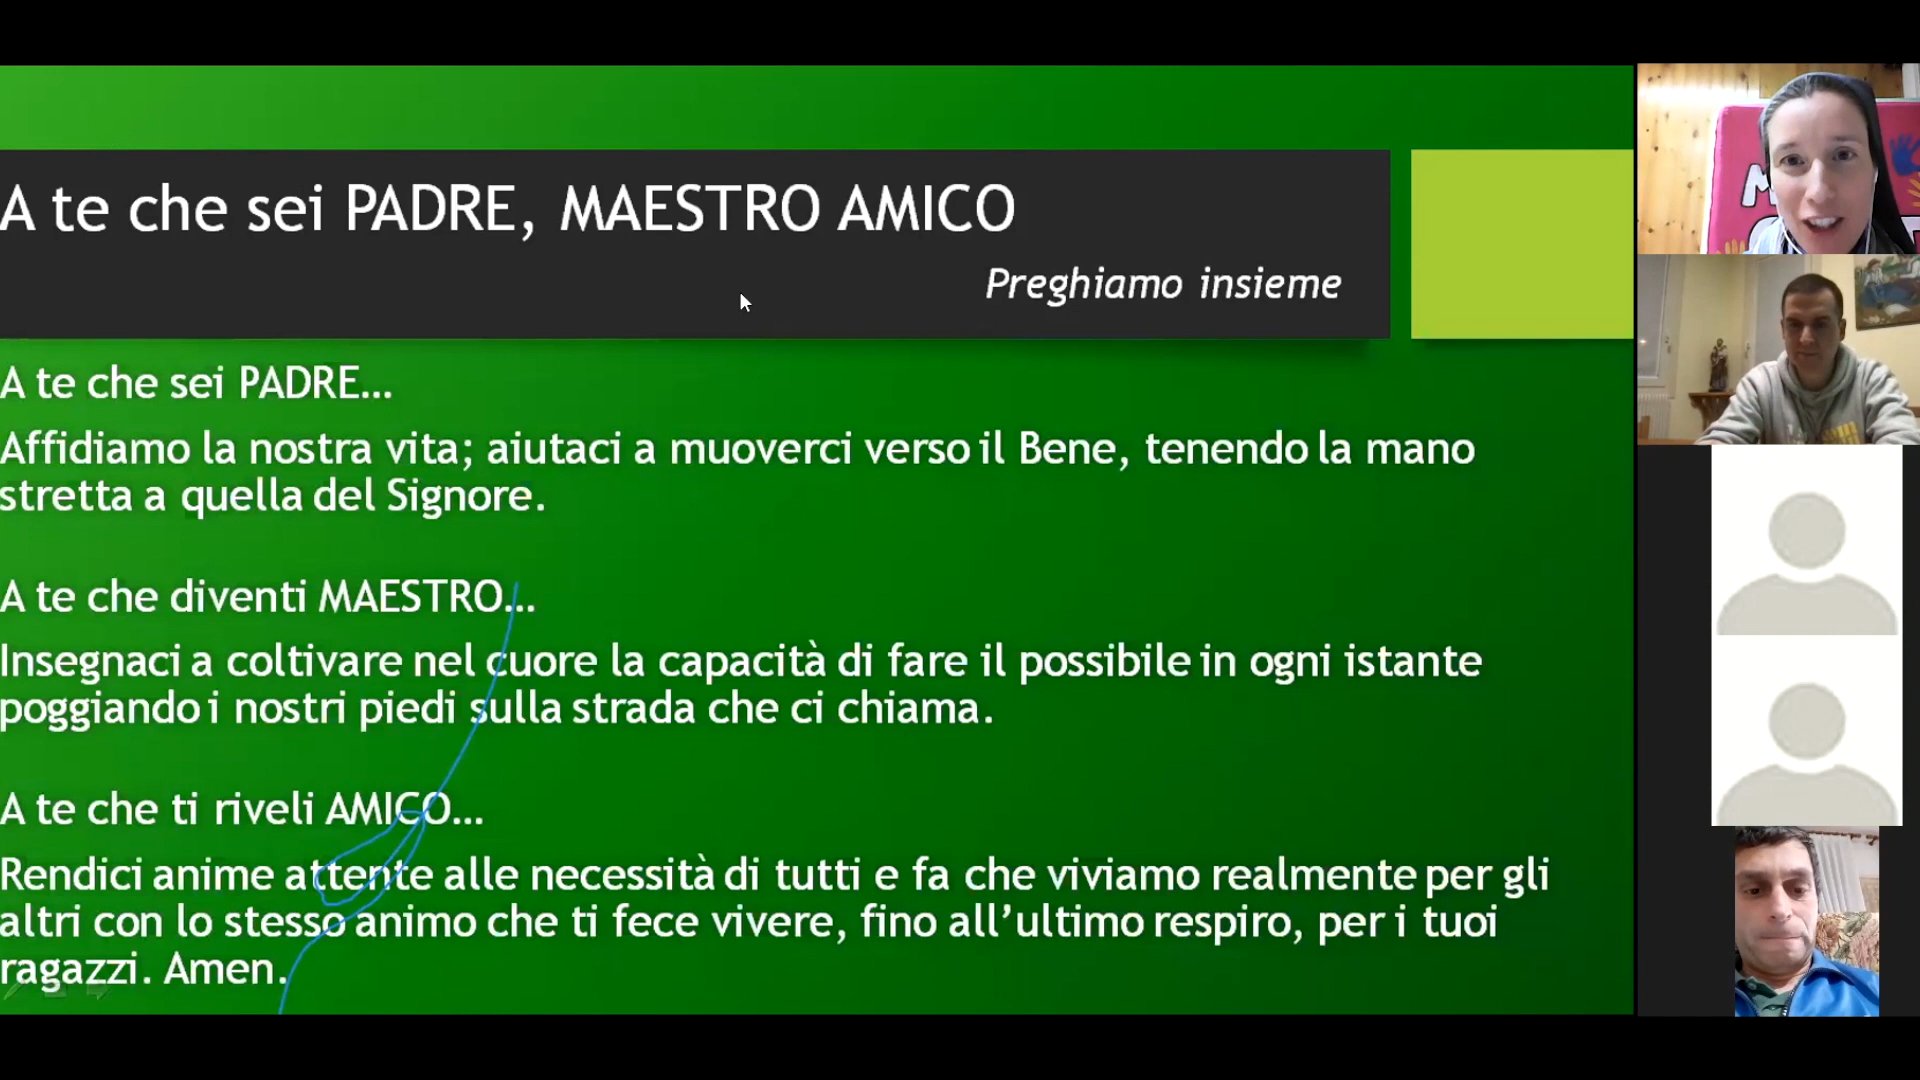 A te che sei PADRE, MAESTRO AMICO
Preghiamo insieme
A te che sei PADRE...
Affidiamo la nostra vita; aiutaci a muoverci verso il Bene, tenendo la mano
stretta a quella del Signore.
A te che diventi MAESTRO...
Insegnaci a coltivare nel cuore la capacità di fare il possibile in ogni istante
poggiando i nostri piedi sulla strada che ci chiama.
A te che ti riveli AMICO...
Rendici anime attente alle necessità di tutti e fa che viviamo realmente per gli
altri con lo stesso animo che ti fece vivere, fino all’ultimo respiro, per i tuoi
ragazzi. Amen.